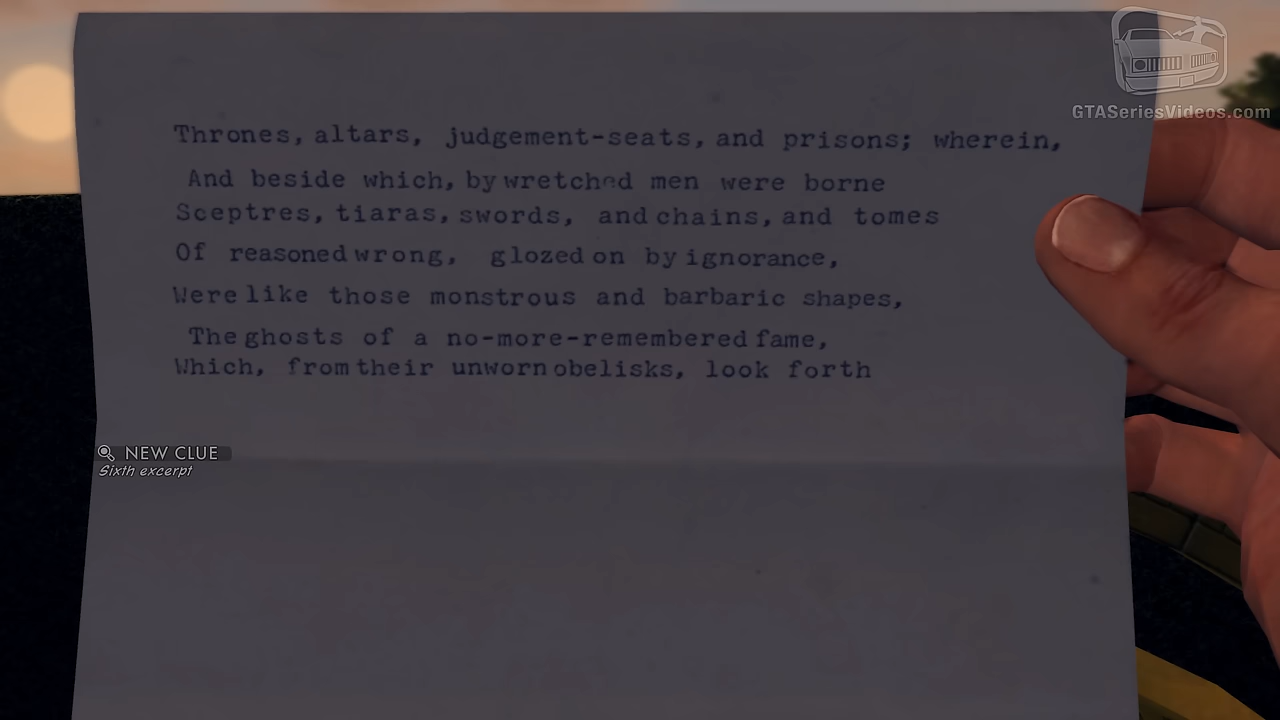 GTASeriesVideos.com
Thrones, altars, judgement-seats, and prisons; wherein,
And beside which, by wretched men were borne
Sceptres, tiaras, swords, and chains, and tomes
Of reasoned wrong, glozed on by ignorance,
Were like those monstrous and barbaric shapes,
The ghosts of a no-more-remembered fame,
Which, from their unworn obelisks, look forth
NEW CLUE
Sixth excerpt